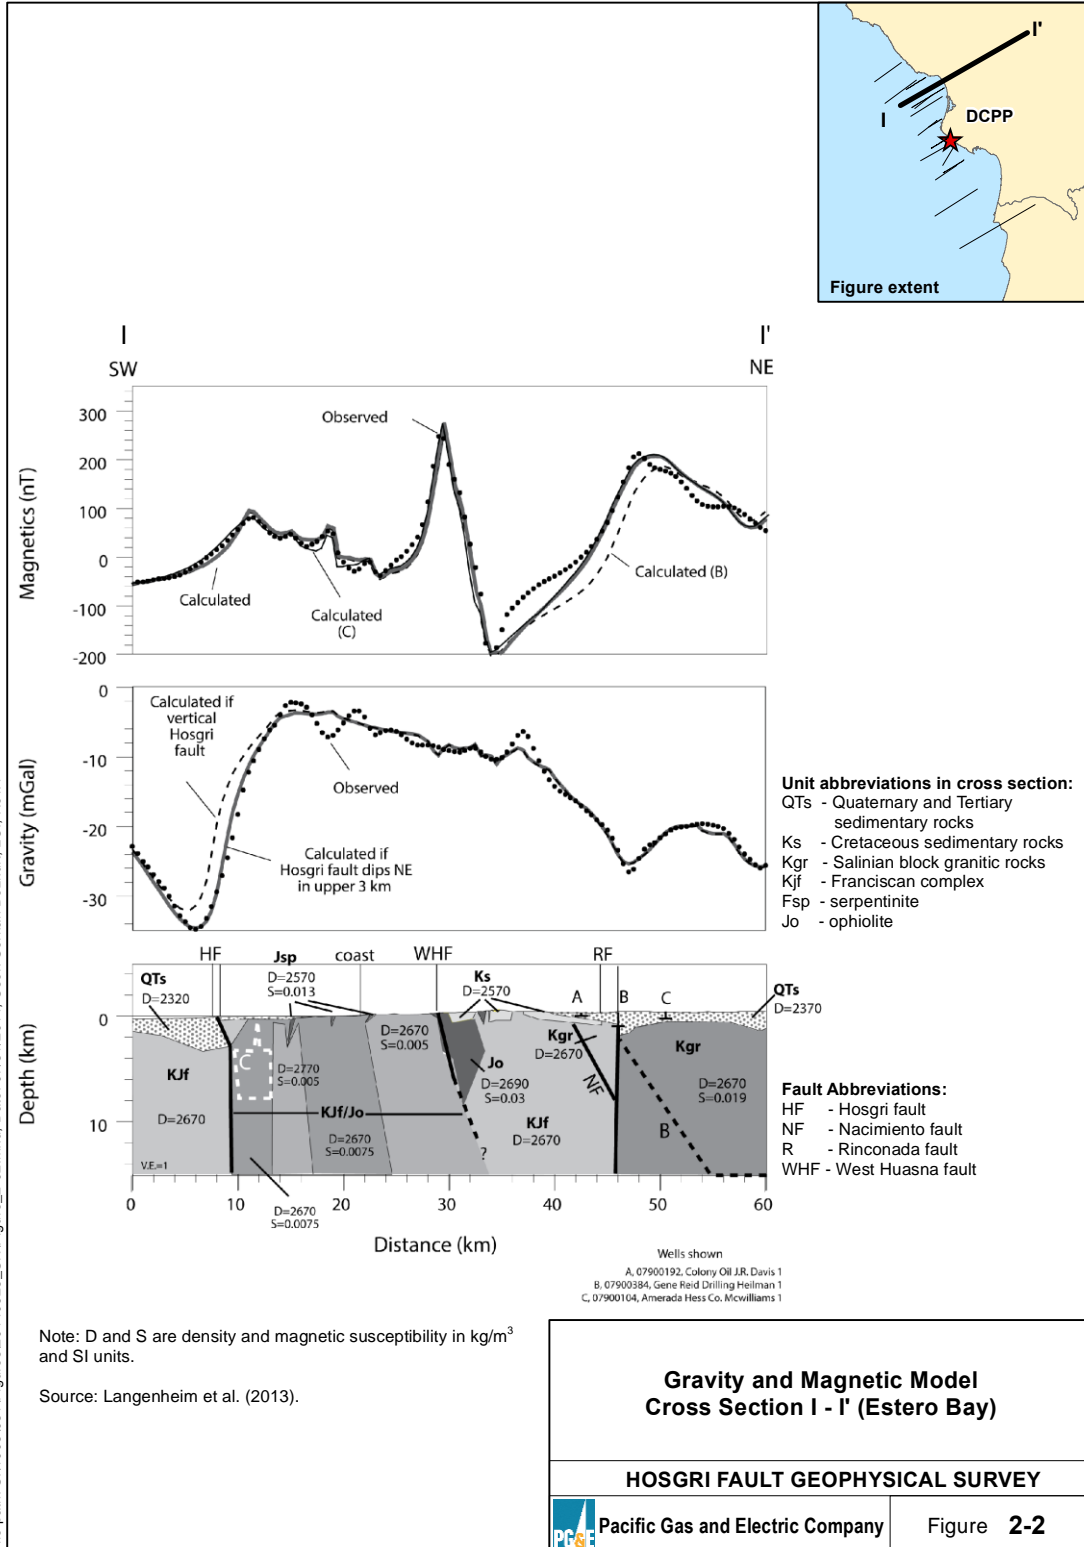 I'
I
DCPP
Figure extent
I
I'
SW
NE
Magnetics (nT)
300
200
100
0
-100
-200
Observed
Calculated
Calculated
(C)
Calculated (B)
Gravity (mGal)
0
-10
-20
-30
Calculated if
vertical
Hosgri
fault
Observed
Calculated if
Hosgri fault dips NE
in upper 3 km
Unit abbreviations in cross section:
QTs - Quaternary and Tertiary
sedimentary rocks
Ks - Cretaceous sedimentary rocks
Kgr - Salinian block granitic rocks
Kjf - Franciscan complex
Fsp - serpentinite
Jo - ophiolite
HF
Jsp
coast
WHF
RF
QTs
D=2320
D=2570
S=0.013
Ks
D=2570
A
B
C
QTs
D=2370
Depth (km)
0
10
KJf
D=2670
V.E.=1
C
D=2770
S=0.005
D=2670
S=0.005
KJf/Jo
D=2670
S=0.0075
D=2670
S=0.0075
Jo
D=2690
S=0.03
?
KJf
D=2670
Kgr
D=2670
NF
B
Kgr
D=2670
S=0.019
0
10
20
30
40
50
60
Distance (km)
Fault Abbreviations:
HF - Hosgri fault
NF - Nacimiento fault
R - Rinconada fault
WHF - West Huasna fault
Wells shown
A, 07900192, Colony Oil J.R. Davis 1
B, 07900384, Gene Reid Drilling Heilman 1
C, 07900104, Amerada Hess Co. Mcwilliams 1
Note: D and S are density and magnetic susceptibility in kg/m³
and SI units.
Source: Langenheim et al. (2013).
Gravity and Magnetic Model
Cross Section I - I' (Estero Bay)
HOSGRI FAULT GEOPHYSICAL SURVEY
PG&E
Pacific Gas and Electric Company
Figure 2-2